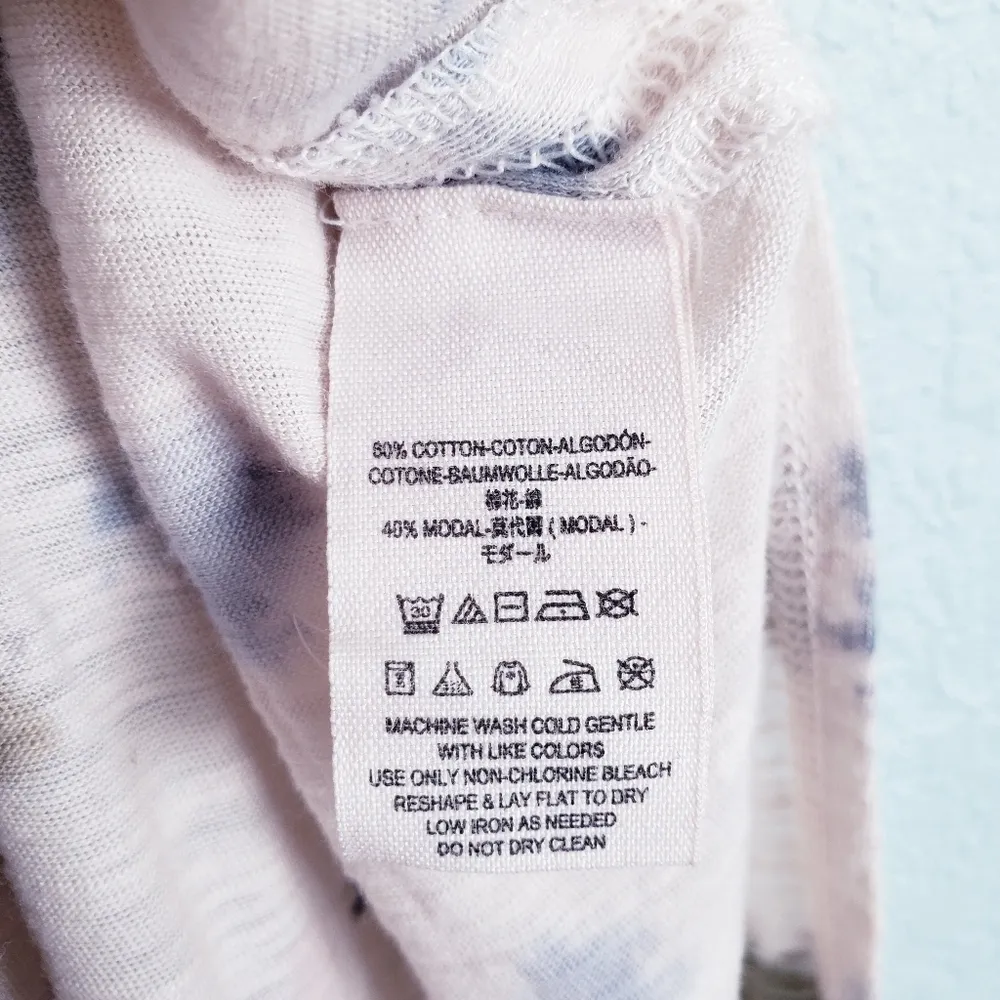 60% COTTON-COTON-ALGODÓN-
COTONE-BAUMWOLLE-ALGODÃO-
棉花-綿
40% MODAL-莫代爾 ( MODAL ) -
モダール
30
MACHINE WASH COLD GENTLE
WITH LIKE COLORS
USE ONLY NON-CHLORINE BLEACH
RESHAPE & LAY FLAT TO DRY
LOW IRON AS NEEDED
DO NOT DRY CLEAN